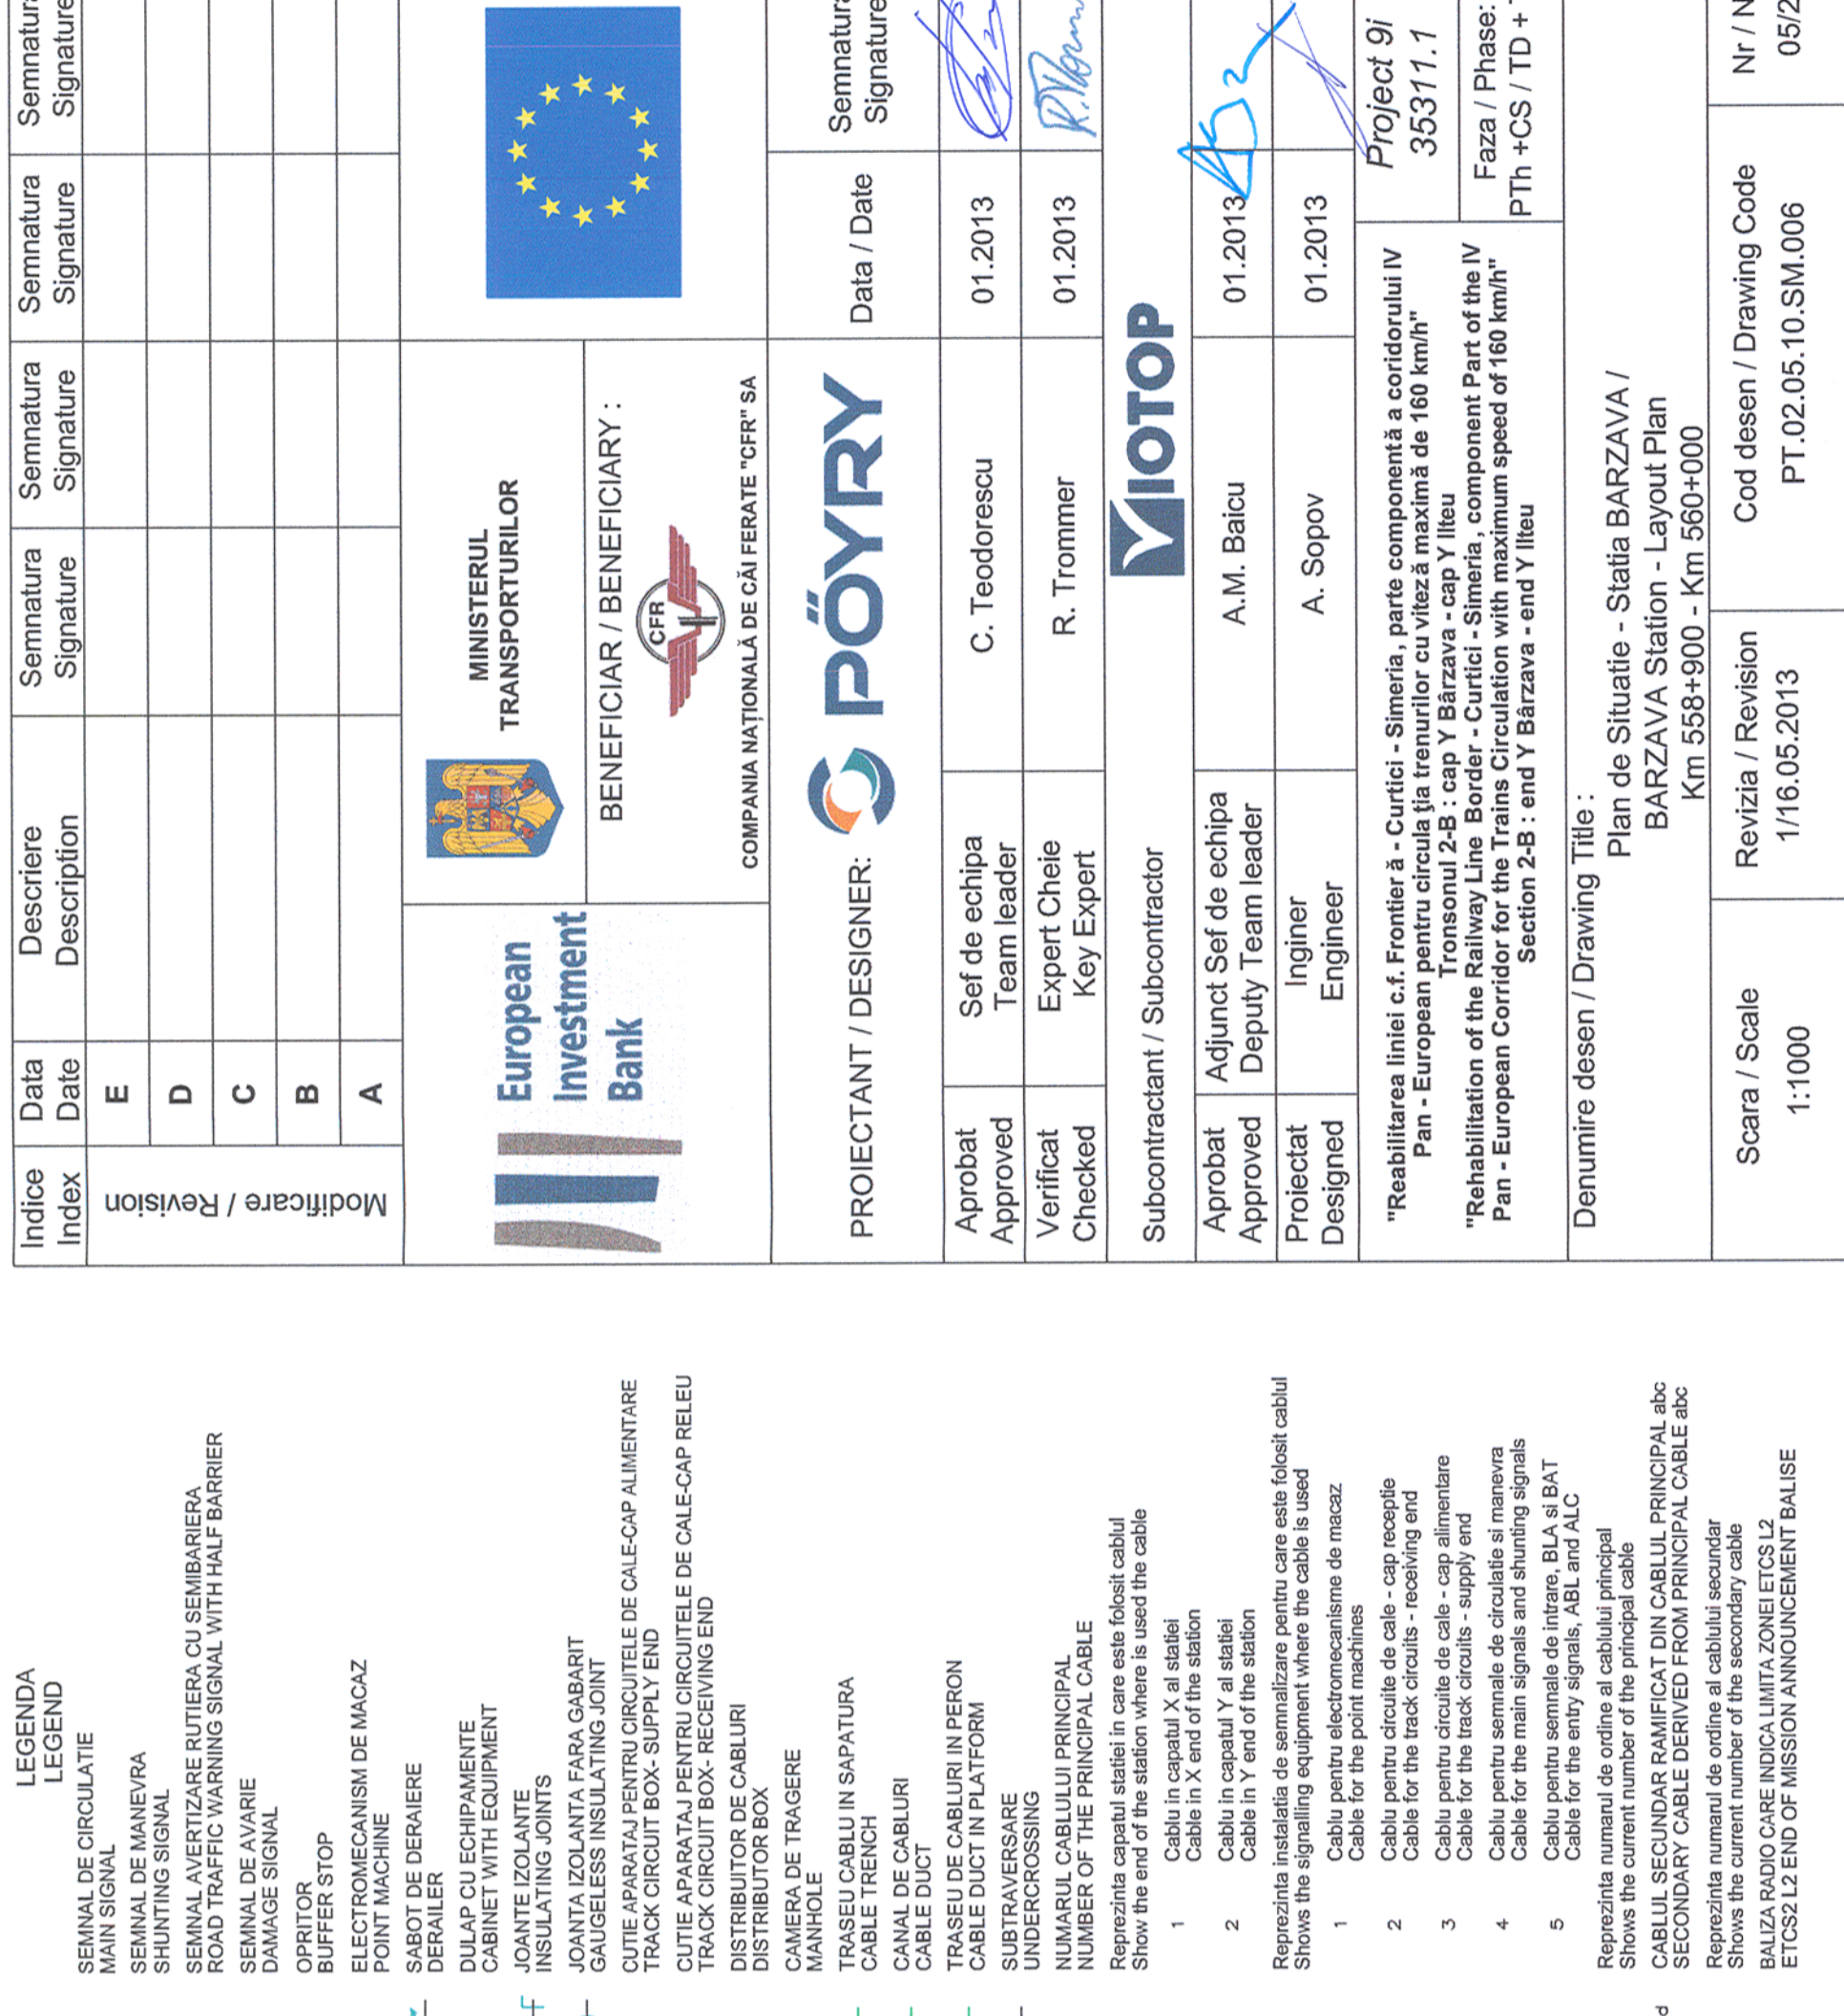 Indice
Index
Data
Date
Descriere
Description
Semnatura
Signature
Semnatura
Signature
Semnatura
Signature
Semnatura
Signature
Modificare / Revision
E
D
C
B
A
European
Investment
Bank
MINISTERUL
TRANSPORTURILOR
BENEFICIAR / BENEFICIARY :
CFR
COMPANIA NAȚIONALĂ DE CĂI FERATE "CFR" SA
PROIECTANT / DESIGNER:
PÖYRY
Data / Date
Signature
Aprobat
Approved
Sef de echipa
Team leader
C. Teodorescu
01.2013
Verificat
Checked
Expert Cheie
Key Expert
R. Trommer
01.2013
Subcontractant / Subcontractor
VIOTOP
Aprobat
Approved
Adjunct Sef de echipa
Deputy Team leader
A.M. Baicu
01.2013
Proiectat
Designed
Inginer
Engineer
A. Sopov
01.2013
"Reabilitarea liniei c.f. Frontier ă - Curtici - Simeria, parte componentă a coridorului IV
Pan - European pentru circula ţia trenurilor cu viteză maximă de 160 km/h"
Tronsonul 2-B : cap Y Bârzava - cap Y Ilteu
"Rehabilitation of the Railway Line Border - Curtici - Simeria, component Part of the IV
Pan - European Corridor for the Trains Circulation with maximum speed of 160 km/h"
Section 2-B : end Y Bârzava - end Y Ilteu
Project 9i
35311.1
Faza / Phase:
PTh +CS / TD +
Denumire desen / Drawing Title :
Plan de Situatie - Statia BARZAVA /
BARZAVA Station - Layout Plan
Km 558+900 - Km 560+000
Scara / Scale
1:1000
Revizia / Revision
1/16.05.2013
Cod desen / Drawing Code
PT.02.05.10.SM.006
Nr /
05/2
LEGENDA
LEGEND
SEMNAL DE CIRCULATIE
MAIN SIGNAL
SEMNAL DE MANEVRA
SHUNTING SIGNAL
SEMNAL AVERTIZARE RUTIERA CU SEMIBARIERA
ROAD TRAFFIC WARNING SIGNAL WITH HALF BARRIER
SEMNAL DE AVARIE
DAMAGE SIGNAL
OPRITOR
BUFFER STOP
ELECTROMECANISM DE MACAZ
POINT MACHINE
SABOT DE DERAIERE
DERAILER
DULAP CU ECHIPAMENTE
CABINET WITH EQUIPMENT
JOANTE IZOLANTE
INSULATING JOINTS
JOANTA IZOLANTA FARA GABARIT
GAUGELESS INSULATING JOINT
CUTIE APARATAJ PENTRU CIRCUITELE DE CALE-CAP ALIMENTARE
TRACK CIRCUIT BOX- SUPPLY END
CUTIE APARATAJ PENTRU CIRCUITELE DE CALE-CAP RELEU
TRACK CIRCUIT BOX- RECEIVING END
DISTRIBUITOR DE CABLURI
DISTRIBUTOR BOX
CAMERA DE TRAGERE
MANHOLE
TRASEU CABLU IN SAPATURA
CABLE TRENCH
CANAL DE CABLURI
CABLE DUCT
TRASEU DE CABLURI IN PERON
CABLE DUCT IN PLATFORM
SUBTRAVERSARE
UNDERCROSSING
NUMARUL CABLULUI PRINCIPAL
NUMBER OF THE PRINCIPAL CABLE
Reprezinta capatul statiei in care este folosit cablul
Show the end of the station where is used the cable
1 Cablu in capatul X al statiei
Cable in X end of the station
2 Cablu in capatul Y al statiei
Cable in Y end of the station
Reprezinta instalatia de semnalizare pentru care este folosit cablul
Shows the signalling equipment where the cable is used
1 Cablu pentru electromecanisme de macaz
Cable for the point machines
2 Cablu pentru circuite de cale - cap receptie
Cable for the track circuits - receiving end
3 Cablu pentru circuite de cale - cap alimentare
Cable for the track circuits - supply end
4 Cablu pentru semnale de circulatie si manevra
Cable for the main signals and shunting signals
5 Cablu pentru semnale de intrare, BLA si BAT
Cable for the entry signals, ABL and ALC
Reprezinta numarul de ordine al cablului principal
Shows the current number of the principal cable
CABLUL SECUNDAR RAMIFICAT DIN CABLUL PRINCIPAL abc
SECONDARY CABLE DERIVED FROM PRINCIPAL CABLE abc
Reprezinta numarul de ordine al cablului secundar
Shows the current number of the secondary cable
BALIZA RADIO CARE INDICA LIMITA ZONEI ETCS L2
ETCS2 L2 END OF MISSION ANNOUNCEMENT BALISE